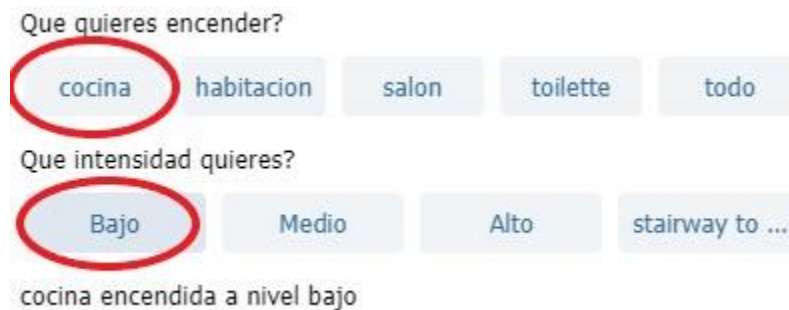 Que quieres encender?
cocina habitacion salon toilette todo
Que intensidad quieres?
Bajo Medio Alto stairway to ...
cocina encendida a nivel bajo